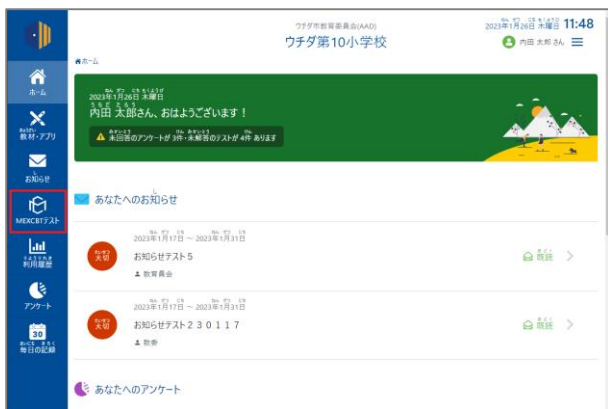 ウチダ市教育委員会(AAD)
ウチダ第10小学校
2023年1月26日 木曜日 11:48
内田 太郎 さん
ホーム
ホーム
教材・アプリ
お知らせ
MEXCBTテスト
利用履歴
アンケート
30
毎日の記録
2023年1月26日 木曜日
内田 太郎さん、おはようございます！
未回答のアンケートが 3件・未解答のテストが 4件 あります
あなたへのお知らせ
2023年1月17日 ～ 2023年1月31日
大切
お知らせテスト５
教育員会
既読
2023年1月17日 ～ 2023年1月31日
大切
お知らせテスト２３０１１７
教委
既読
あなたへのアンケート